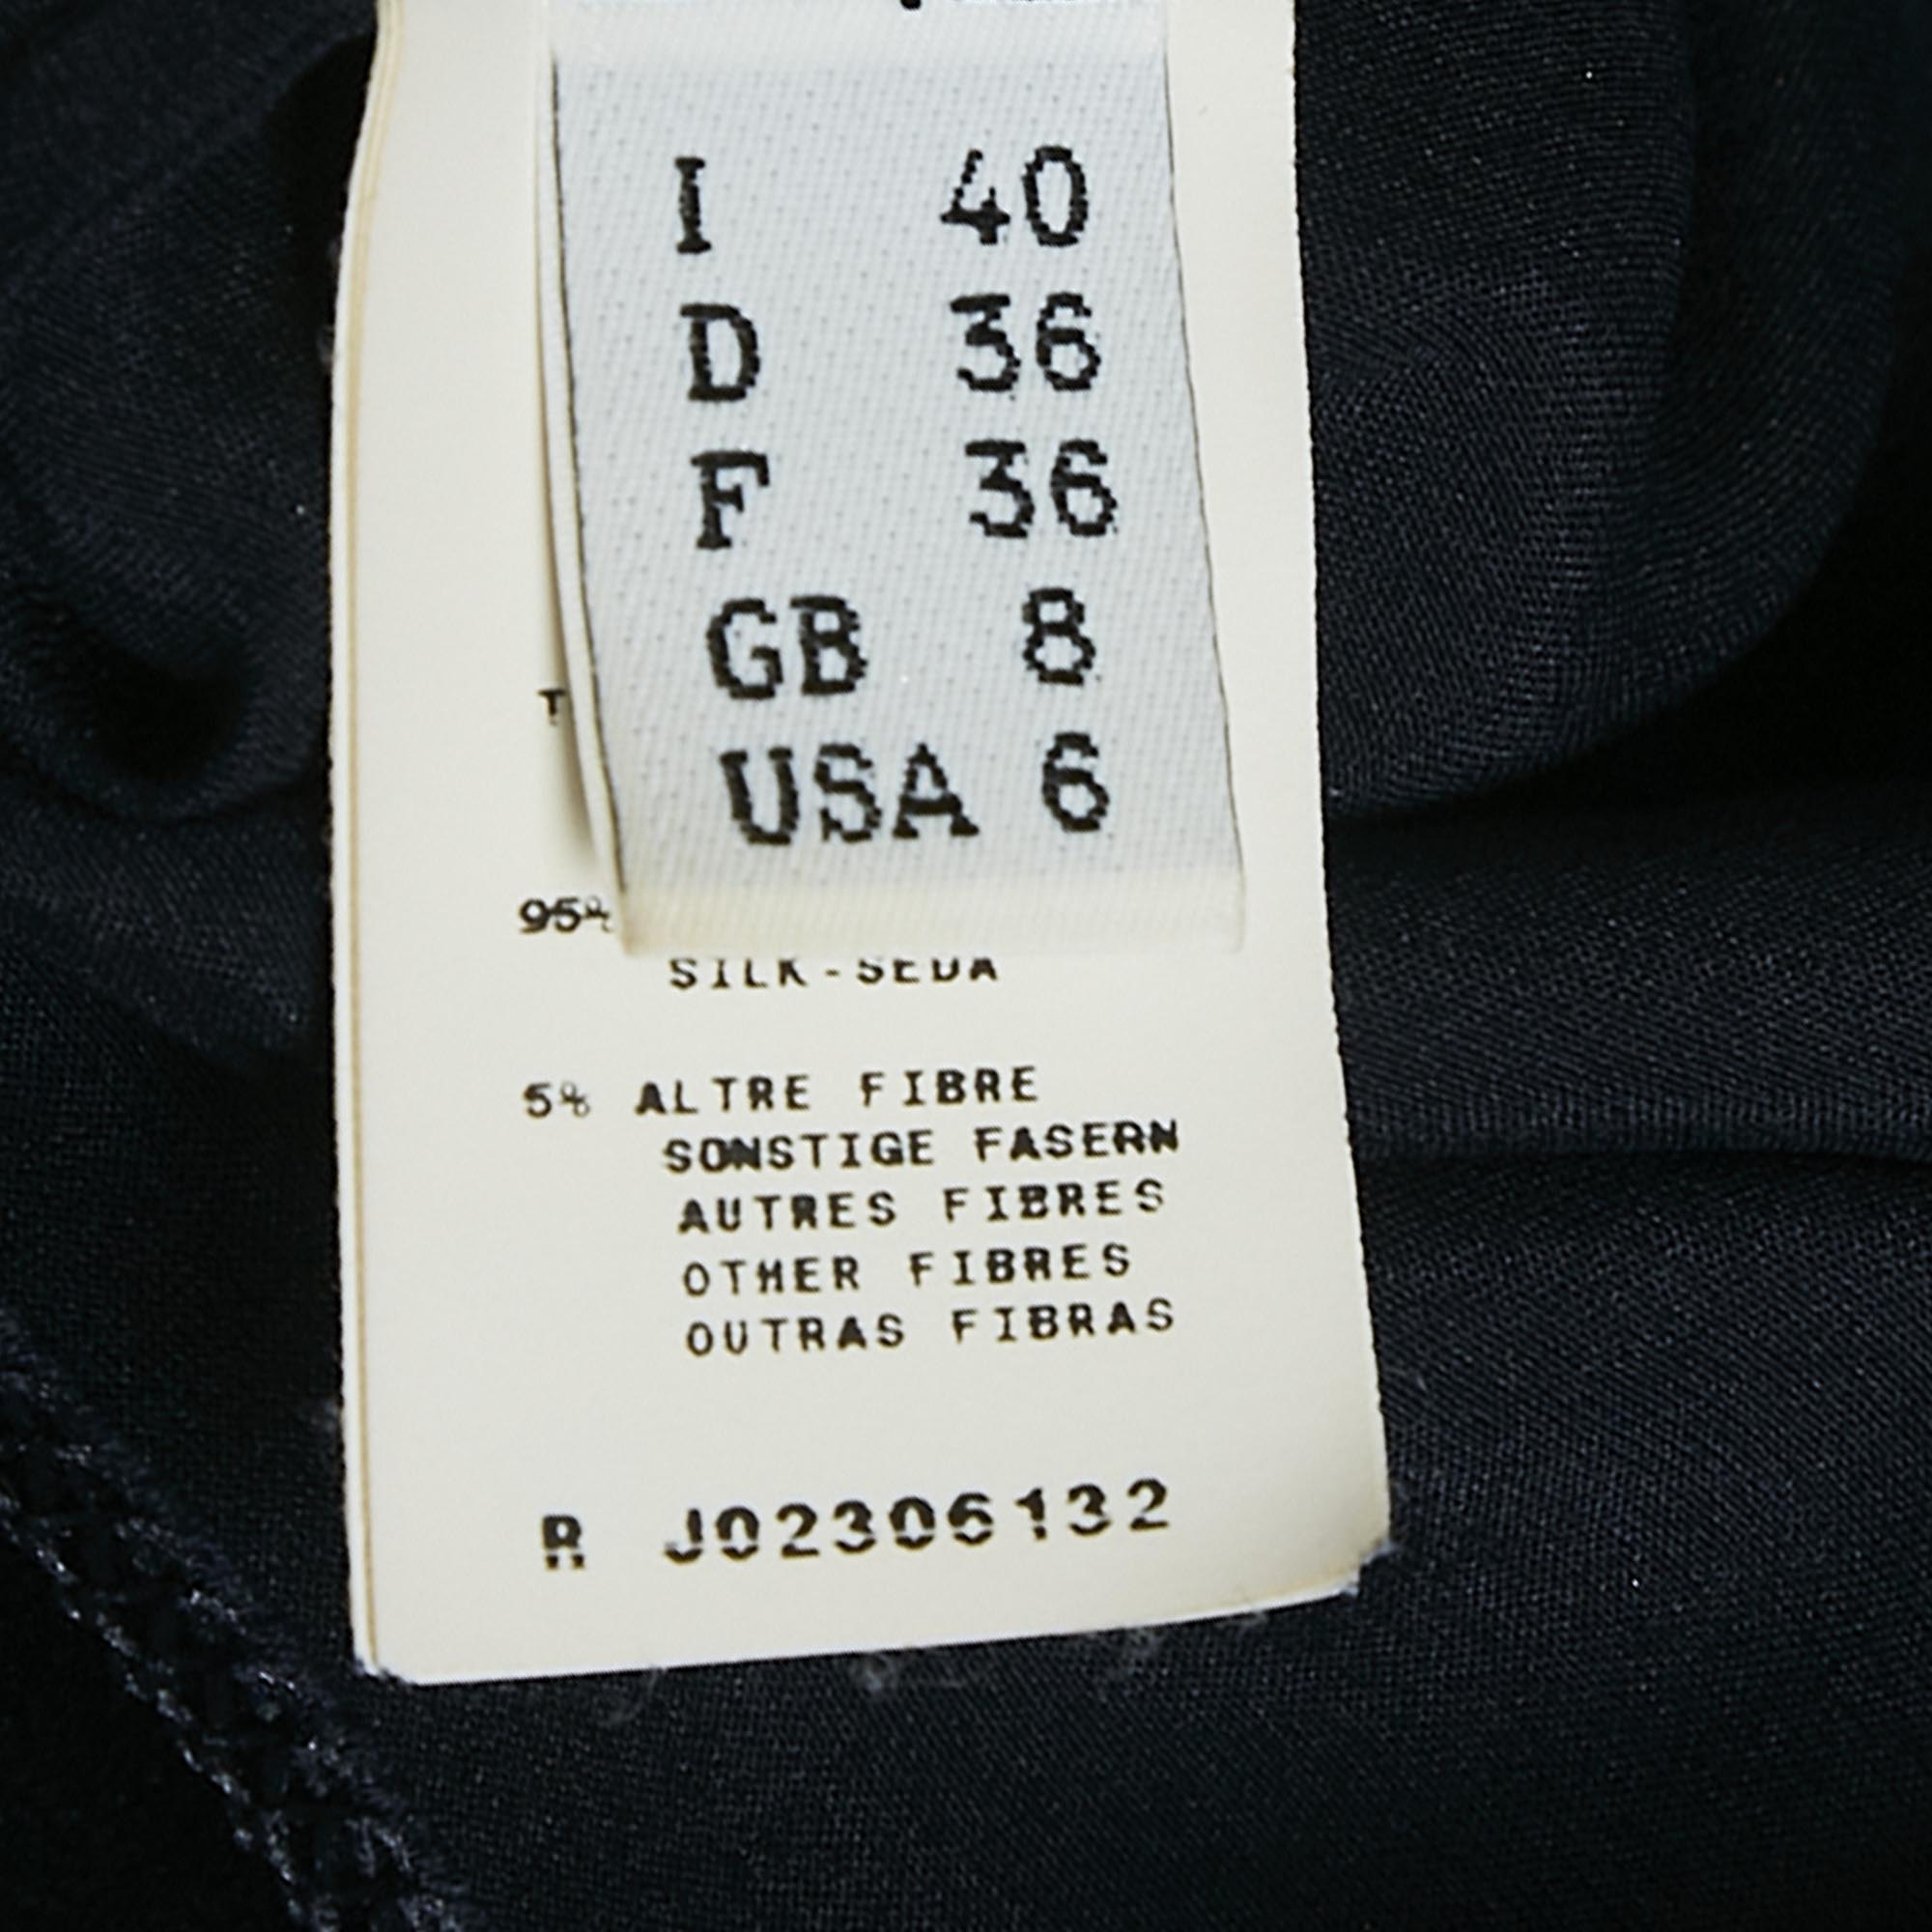 I 40
D 36
F 36
GB 8
USA 6
T
95%
SILK-SEDA
5% ALTRE FIBRE
SONSTIGE FASERN
AUTRES FIBRES
OTHER FIBRES
OUTRAS FIBRAS
R J02306132